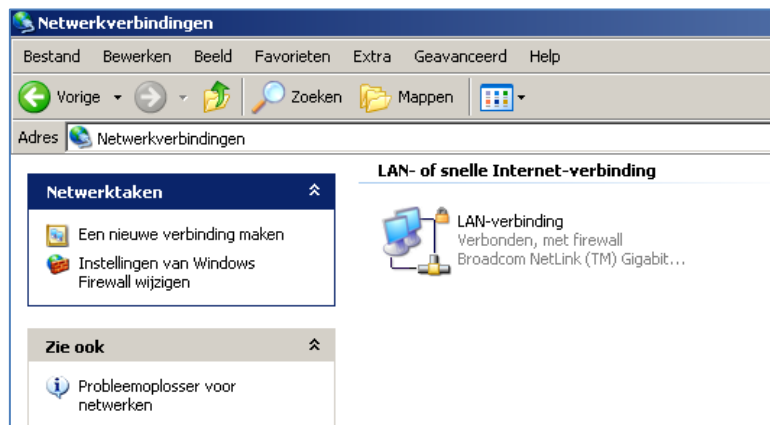 Netwerkverbindingen
Bestand Bewerken Beeld Favorieten Extra Geavanceerd Help
Vorige Zoeken Mappen
Adres Netwerkverbindingen
Netwerktaken
Een nieuwe verbinding maken
Instellingen van Windows
Firewall wijzigen
Zie ook
Probleemoplosser voor
netwerken
LAN- of snelle Internet-verbinding
LAN-verbinding
Verbonden, met firewall
Broadcom NetLink (TM) Gigabit...